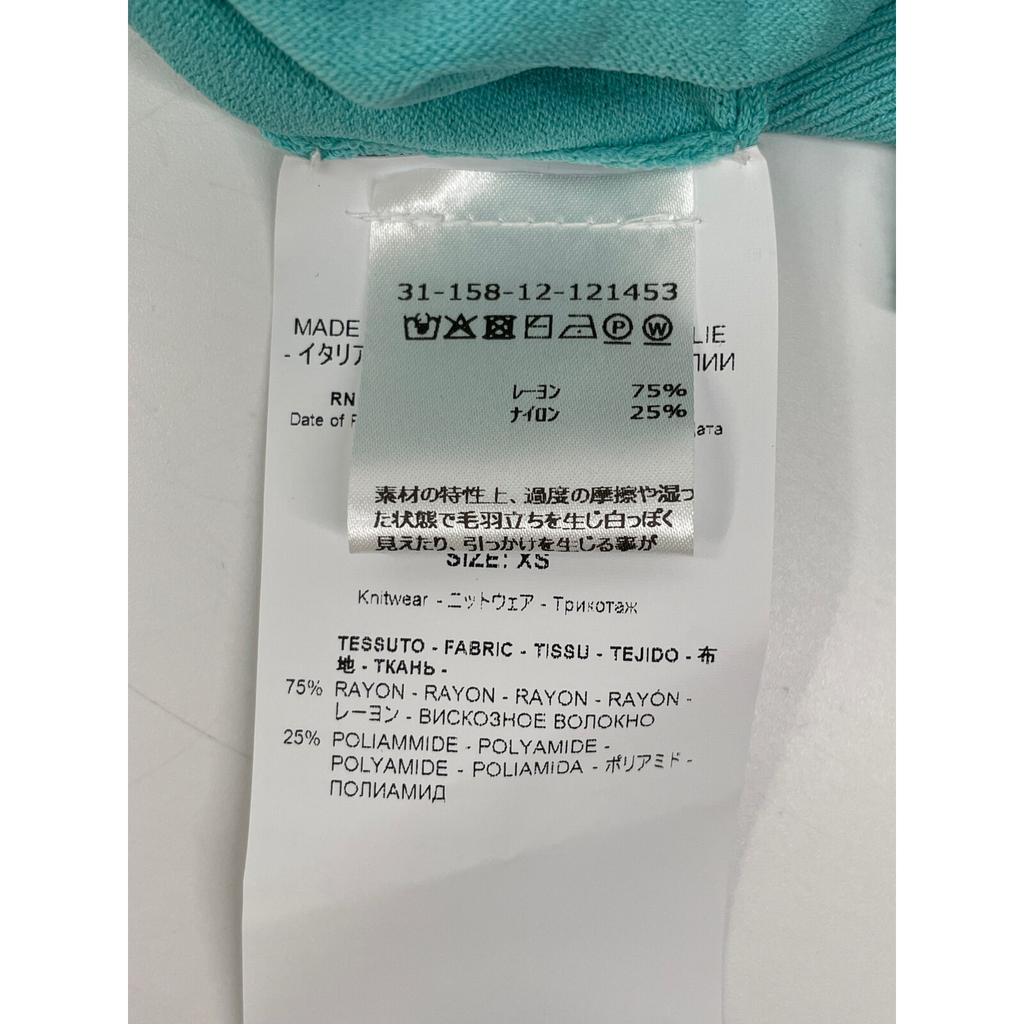 31-158-12-121453
MADE
LIE
- イタリア
ЛИИ
レーヨン 75%
RN
ナイロン 25%
Date of
ата
素材の特性上、過度の摩擦や湿っ
た状態で毛羽立ちを生じ白っぽく
見えたり、引っかけを生じる事が
SIZE: XS
Knitwear - ニットウェア - Трикотаж
TESSUTO - FABRIC - TISSU - TEJIDO - 布
地 - ТКАНЬ -
75% RAYON - RAYON - RAYON - RAYÓN -
レーヨン - ВИСКОЗНОЕ ВОЛОКНО
25% POLIAMMIDE - POLYAMIDE -
POLYAMIDE - POLIAMIDA - ポリアミド -
ПОЛИАМИД